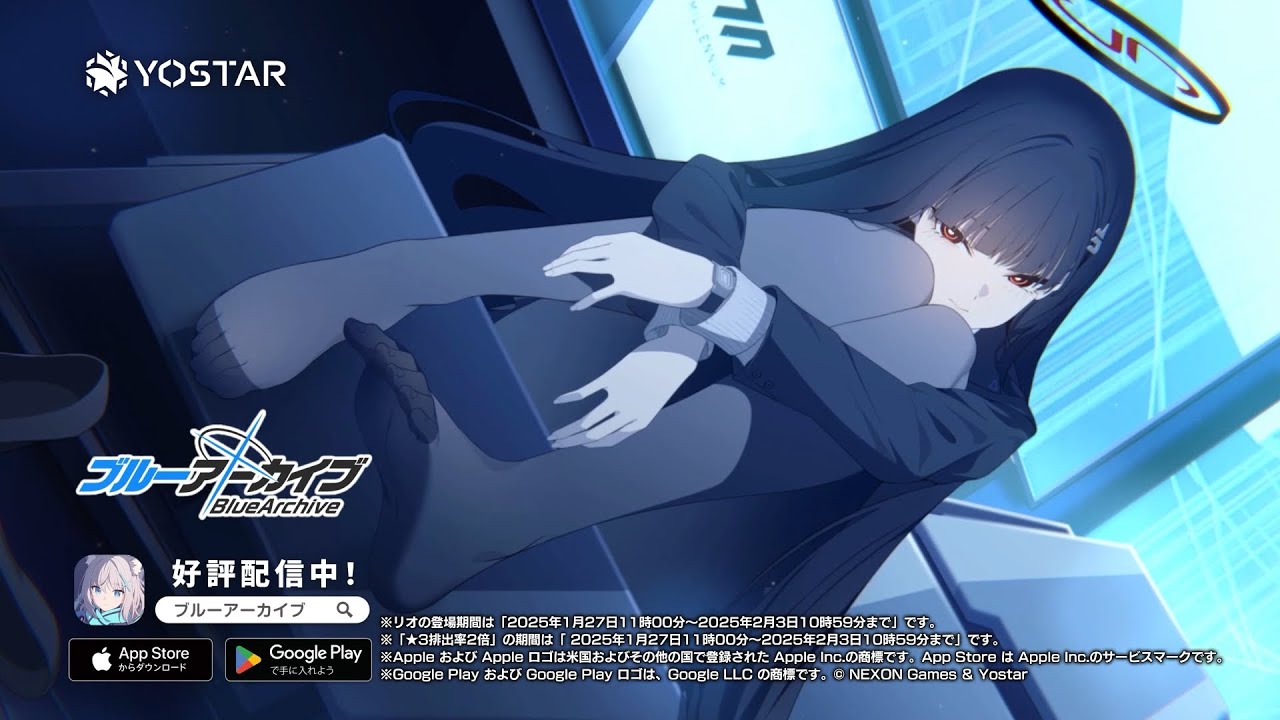 YOSTAR
MILLENNIUM
ブルーアーカイブ
BlueArchive
好評配信中!
ブルーアーカイブ
App Store
からダウンロード
Google Play
で手に入れよう
※リオの登場期間は「2025年1月27日11時00分～2025年2月3日10時59分まで」です。
※「★3排出率2倍」の期間は「 2025年1月27日11時00分～2025年2月3日10時59分まで」です。
※Apple および Apple ロゴは米国およびその他の国で登録された Apple Inc.の商標です。App Store は Apple Inc.のサービスマークです。
※Google Play および Google Play ロゴは、Google LLC の商標です。© NEXON Games & Yostar